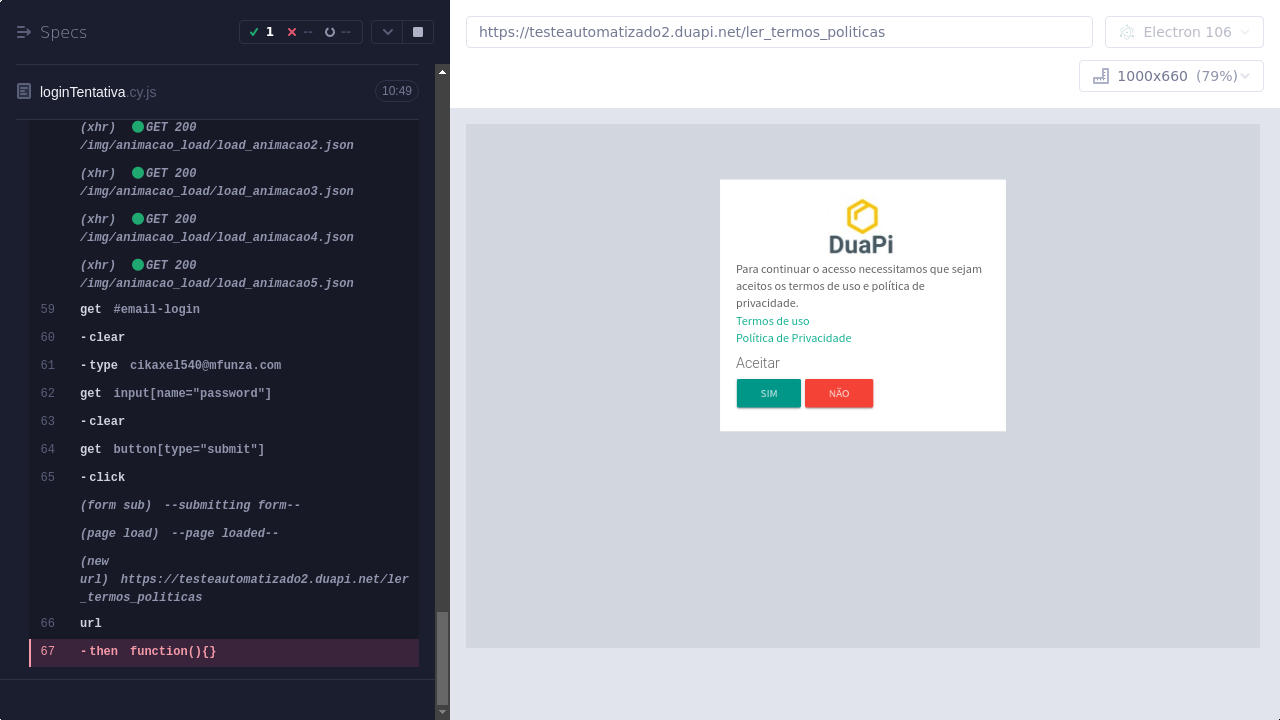 Specs
1 -- --
loginTentativa.cy.js
10:49
(xhr) GET 200
/img/animacao_load/load_animacao2.json
(xhr) GET 200
/img/animacao_load/load_animacao3.json
(xhr) GET 200
/img/animacao_load/load_animacao4.json
(xhr) GET 200
/img/animacao_load/load_animacao5.json
59 get #email-login
60 -clear
61 -type cikaxel540@mfunza.com
62 get input[name="password"]
63 -clear
64 get button[type="submit"]
65 -click
(form sub) --submitting form--
(page load) --page loaded--
(new
url) https://testeautomatizado2.duapi.net/ler
_termos_politicas
66 url
67 -then function(){}
https://testeautomatizado2.duapi.net/ler_termos_politicas
Electron 106
1000x660 (79%)
DuaPi
Para continuar o acesso necessitamos que sejam
aceitos os termos de uso e política de
privacidade.
Termos de uso
Política de Privacidade
Aceitar
SIM
NÃO